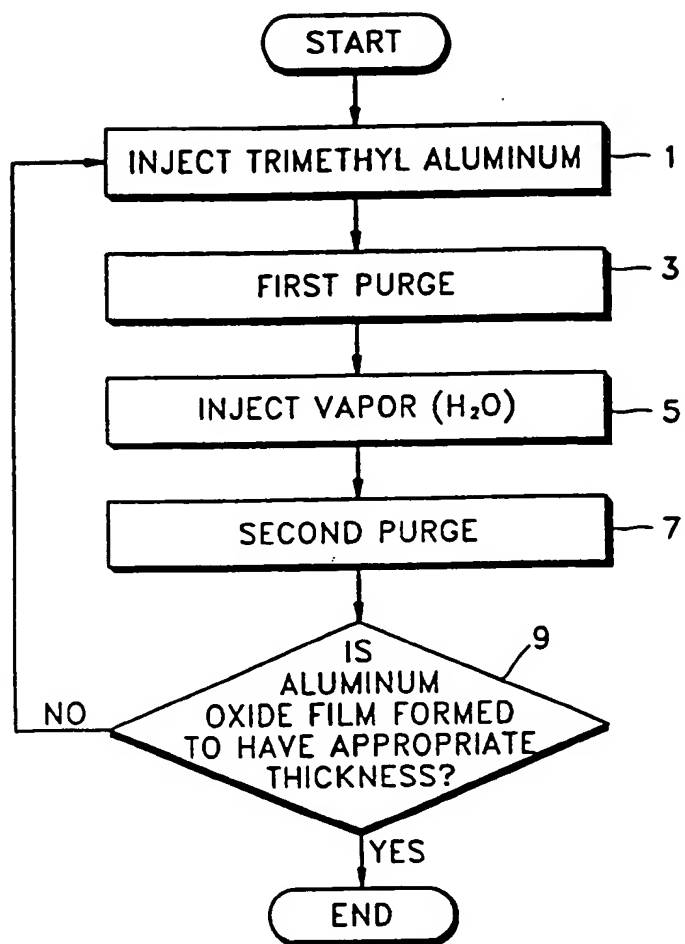 START
INJECT TRIMETHYL ALUMINUM
1
FIRST PURGE
3
INJECT VAPOR (H₂O)
5
SECOND PURGE
7
9
IS
ALUMINUM
OXIDE FILM FORMED
TO HAVE APPROPRIATE
THICKNESS?
NO
YES
END